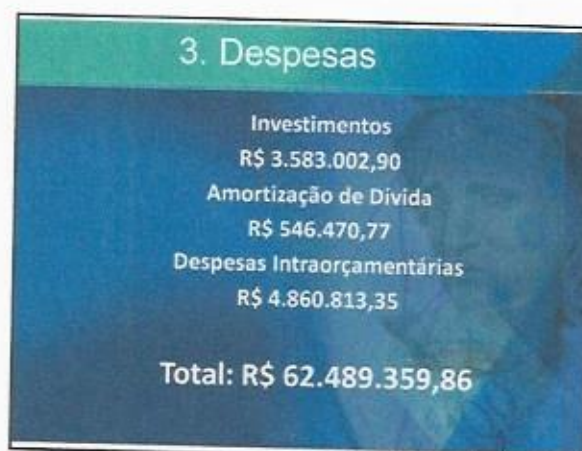 3. Despesas
Investimentos
R$ 3.583.002,90
Amortização de Dívida
R$ 546.470,77
Despesas Intraorçamentárias
R$ 4.860.813,35
Total: R$ 62.489.359,86